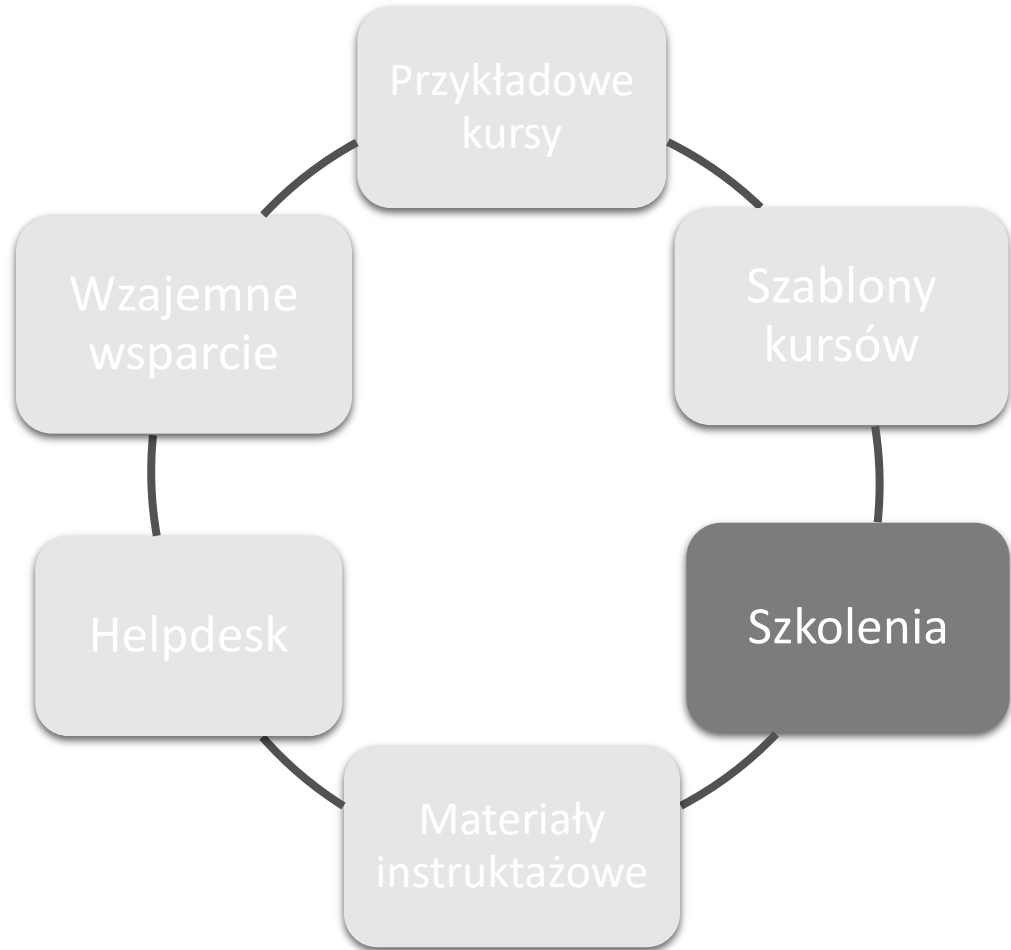 Przykładowe
kursy
Szablony
kursów
Szkolenia
Materiały
instruktażowe
Helpdesk
Wzajemne
wsparcie